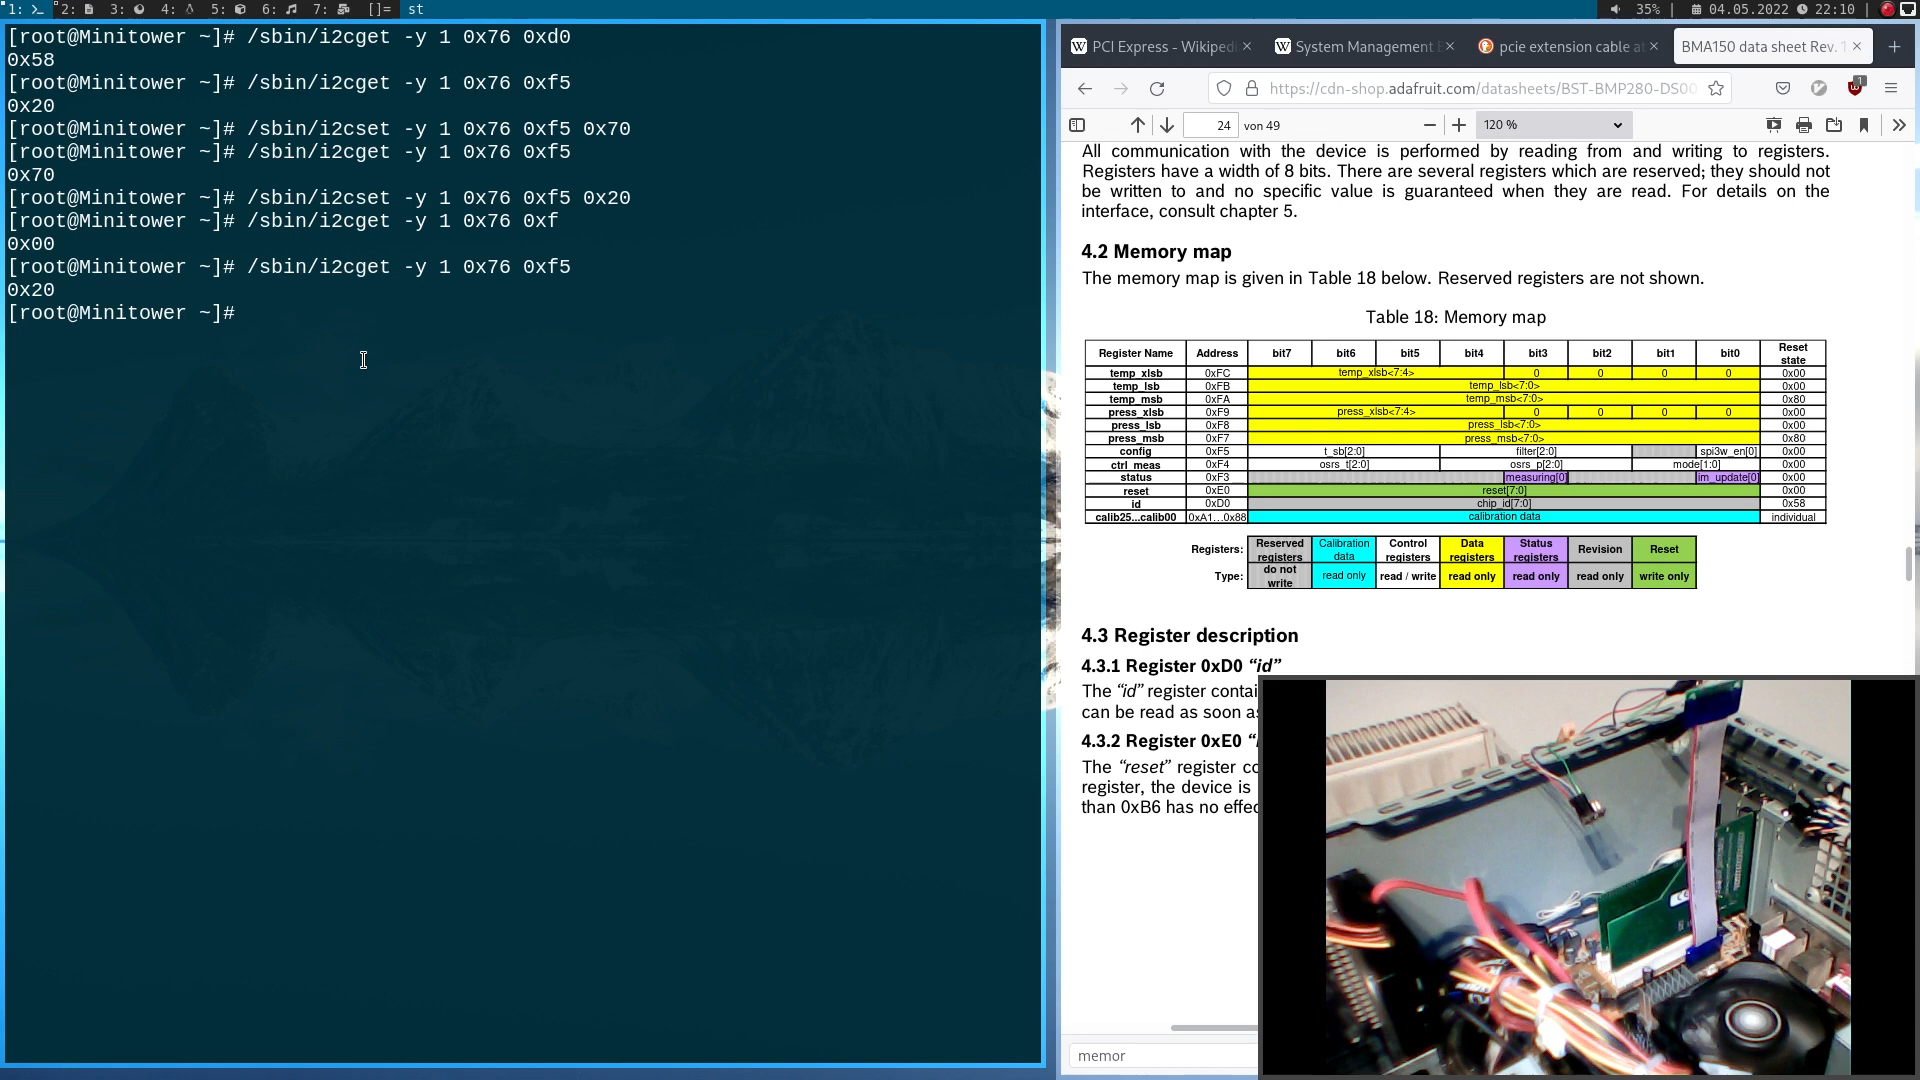 1: 2: 3: 4: 5: 6: 7: []= st
35% | 04.05.2022 22:10 |
[root@Minitower ~]# /sbin/i2cget -y 1 0x76 0xd0
0x58
[root@Minitower ~]# /sbin/i2cget -y 1 0x76 0xf5
0x20
[root@Minitower ~]# /sbin/i2cset -y 1 0x76 0xf5 0x70
[root@Minitower ~]# /sbin/i2cget -y 1 0x76 0xf5
0x70
[root@Minitower ~]# /sbin/i2cset -y 1 0x76 0xf5 0x20
[root@Minitower ~]# /sbin/i2cget -y 1 0x76 0xf
0x00
[root@Minitower ~]# /sbin/i2cget -y 1 0x76 0xf5
0x20
[root@Minitower ~]#
PCI Express - Wikiped
System Management
pcie extension cable a
BMA150 data sheet Rev.
https://cdn-shop.adafruit.com/datasheets/BST-BMP280-DS00
1
24 von 49
120 %
All communication with the device is performed by reading from and writing to registers.
Registers have a width of 8 bits. There are several registers which are reserved; they should not
be written to and no specific value is guaranteed when they are read. For details on the
interface, consult chapter 5.
4.2 Memory map
The memory map is given in Table 18 below. Reserved registers are not shown.
Table 18: Memory map
Register Name Address bit7 bit6 bit5 bit4 bit3 bit2 bit1 bit0 Reset state
temp_xlsb 0xFC temp_xlsb<7:4> 0 0 0 0 0x00
temp_lsb 0xFB temp_lsb<7:0> 0x00
temp_msb 0xFA temp_msb<7:0> 0x80
press_xlsb 0xF9 press_xlsb<7:4> 0 0 0 0 0x00
press_lsb 0xF8 press_lsb<7:0> 0x00
press_msb 0xF7 press_msb<7:0> 0x80
config 0xF5 t_sb[2:0] filter[2:0] spi3w_en[0] 0x00
ctrl_meas 0xF4 osrs_t[2:0] osrs_p[2:0] mode[1:0] 0x00
status 0xF3 measuring[0] im_update[0] 0x00
reset 0xE0 reset[7:0] 0x00
id 0xD0 chip_id[7:0] 0x58
calib25...calib00 0xA1...0x88 calibration data individual
Registers: Reserved registers Calibration data Control registers Data registers Status registers Revision Reset
Type: do not write read only read / write read only read only read only write only
4.3 Register description
4.3.1 Register 0xD0 “id”
The “id” register contai
can be read as soon as
4.3.2 Register 0xE0 “
The “reset” register co
register, the device is
than 0xB6 has no effec
memor